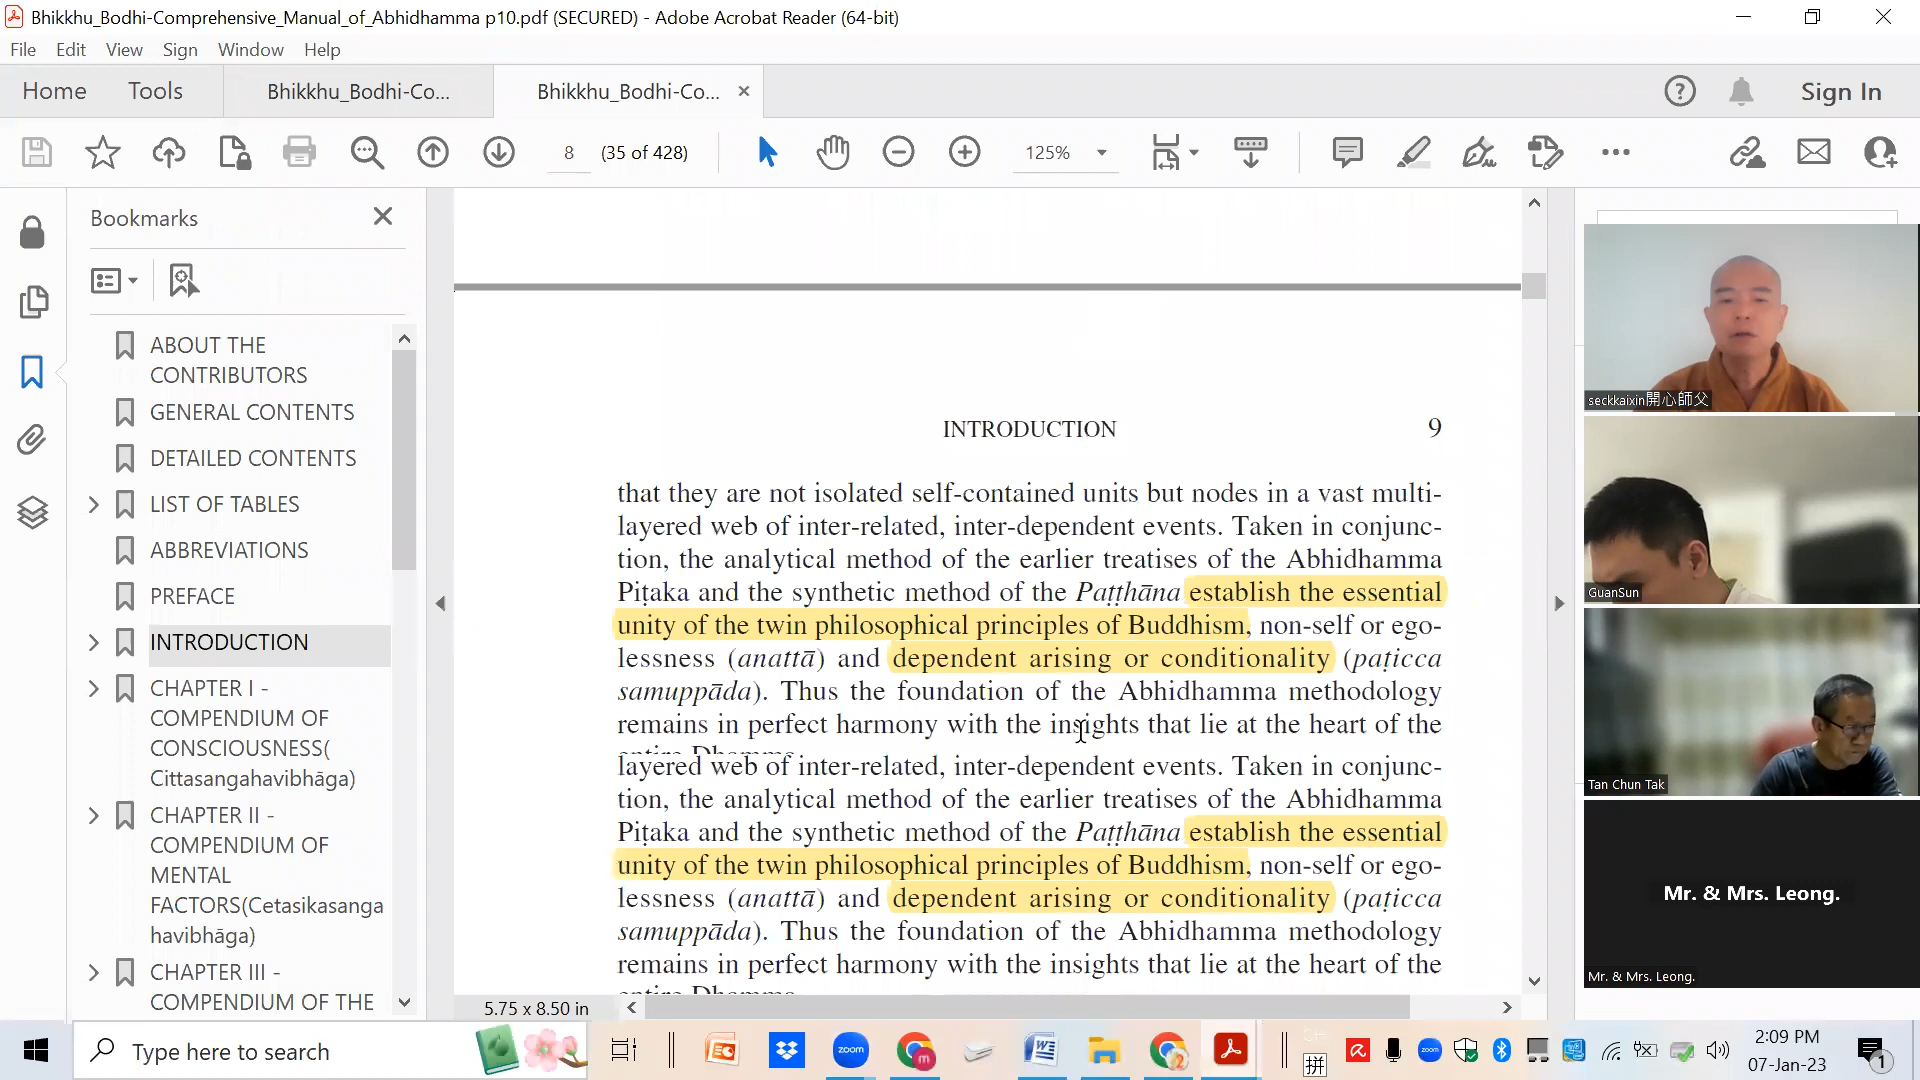 Bhikkhu_Bodhi-Comprehensive_Manual_of_Abhidhamma p10.pdf (SECURED) - Adobe Acrobat Reader (64-bit)
File Edit View Sign Window Help
Home Tools Bhikkhu_Bodhi-Co... Bhikkhu_Bodhi-Co... Sign In
8 (35 of 428) 125%
Bookmarks
ABOUT THE
CONTRIBUTORS
GENERAL CONTENTS
DETAILED CONTENTS
LIST OF TABLES
ABBREVIATIONS
PREFACE
INTRODUCTION
CHAPTER I -
COMPENDIUM OF
CONSCIOUSNESS(
Cittasangahavibhāga)
CHAPTER II -
COMPENDIUM OF
MENTAL
FACTORS(Cetasikasanga
havibhāga)
CHAPTER III -
COMPENDIUM OF THE
INTRODUCTION 9
that they are not isolated self-contained units but nodes in a vast multi-
layered web of inter-related, inter-dependent events. Taken in conjunc-
tion, the analytical method of the earlier treatises of the Abhidhamma
Piṭaka and the synthetic method of the Paṭṭhāna establish the essential
unity of the twin philosophical principles of Buddhism, non-self or ego-
lessness (anattā) and dependent arising or conditionality (paṭicca
samuppāda). Thus the foundation of the Abhidhamma methodology
remains in perfect harmony with the insights that lie at the heart of the
entire Dhamma.
layered web of inter-related, inter-dependent events. Taken in conjunc-
tion, the analytical method of the earlier treatises of the Abhidhamma
Piṭaka and the synthetic method of the Paṭṭhāna establish the essential
unity of the twin philosophical principles of Buddhism, non-self or ego-
lessness (anattā) and dependent arising or conditionality (paṭicca
samuppāda). Thus the foundation of the Abhidhamma methodology
remains in perfect harmony with the insights that lie at the heart of the
entire Dhamma.
5.75 x 8.50 in
seckkaixin開心師父
GuanSun
Tan Chun Tak
Mr. & Mrs. Leong.
Mr. & Mrs. Leong.
Type here to search
zoom
zoom
拼
2:09 PM
07-Jan-23
1